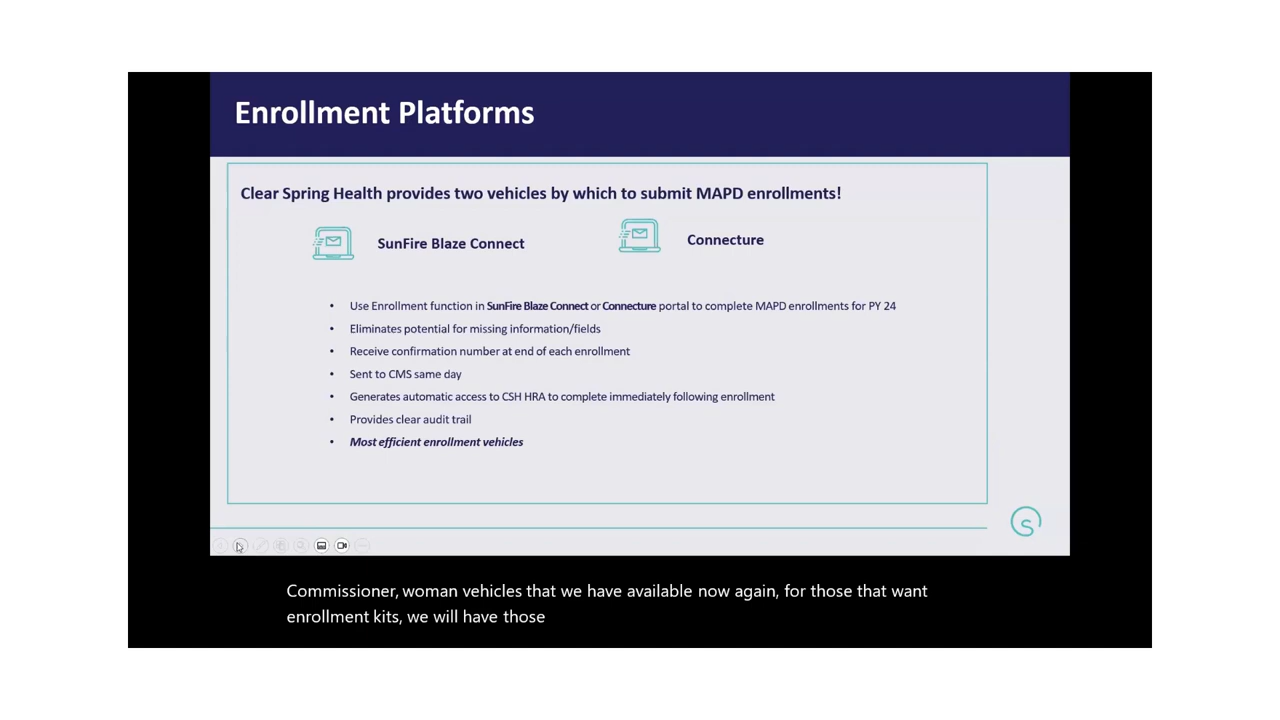 Enrollment Platforms
Clear Spring Health provides two vehicles by which to submit MAPD enrollments!
SunFire Blaze Connect
Connecture
• Use Enrollment function in SunFire Blaze Connect or Connecture portal to complete MAPD enrollments for PY 24
• Eliminates potential for missing information/fields
• Receive confirmation number at end of each enrollment
• Sent to CMS same day
• Generates automatic access to CSH HRA to complete immediately following enrollment
• Provides clear audit trail
• Most efficient enrollment vehicles
S
Commissioner, woman vehicles that we have available now again, for those that want
enrollment kits, we will have those